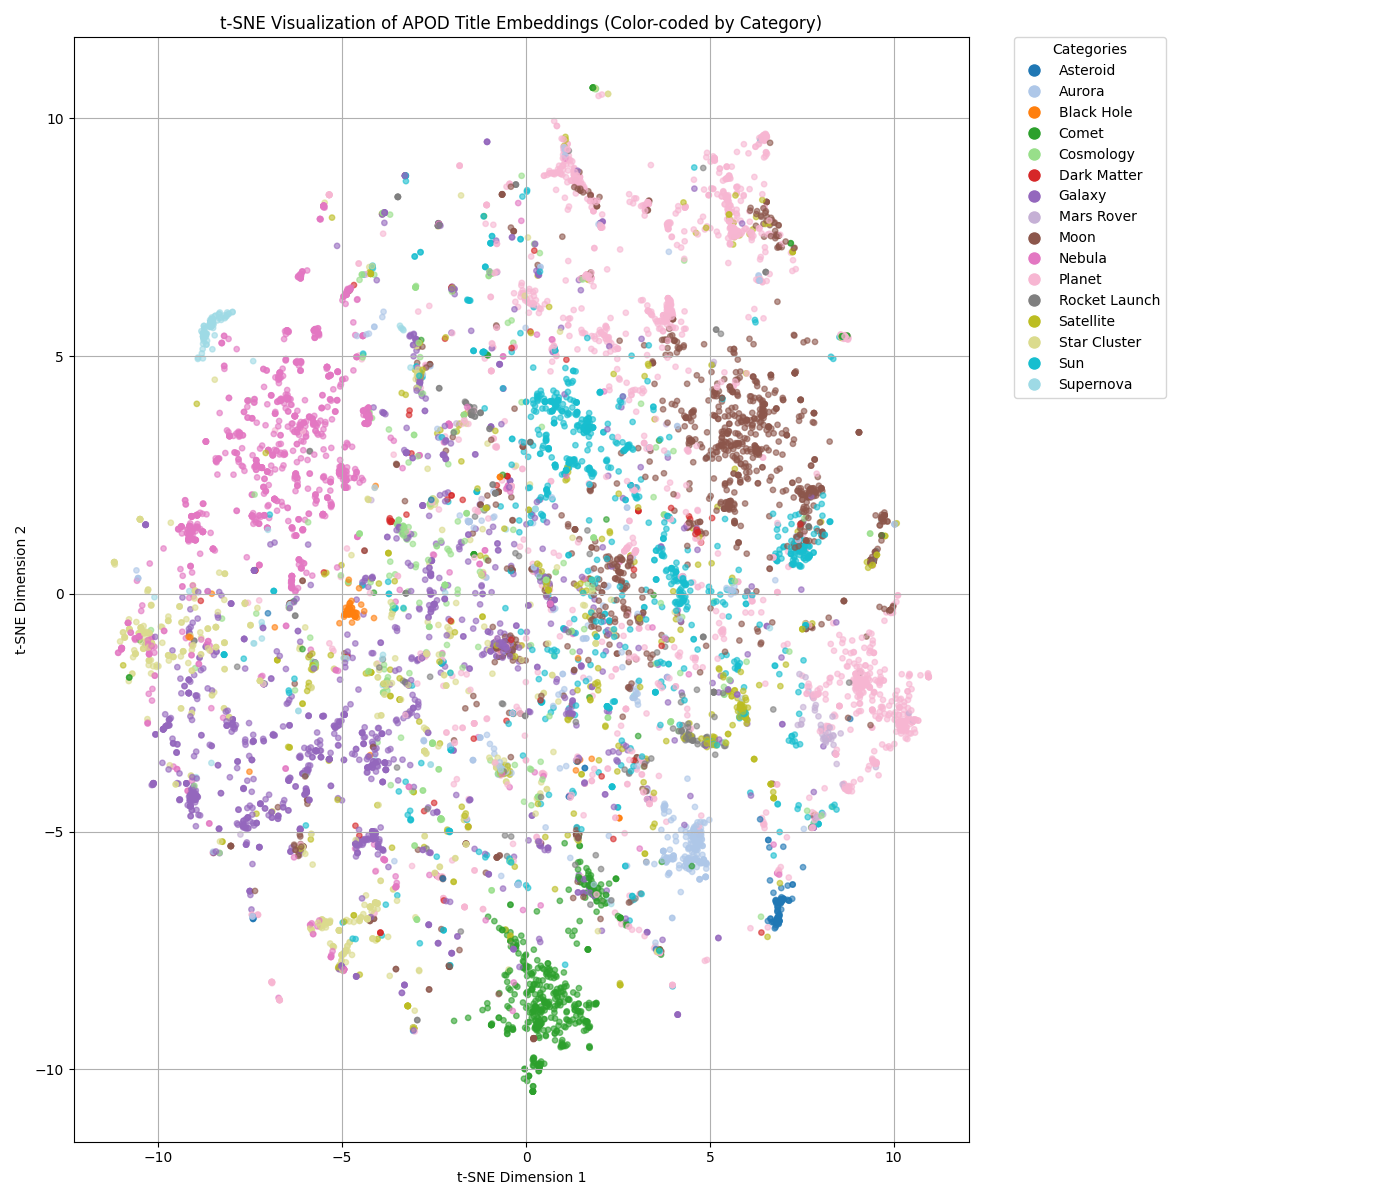 t-SNE Visualization of APOD Title Embeddings (Color-coded by Category)
Categories
Asteroid
Aurora
Black Hole
Comet
Cosmology
Dark Matter
Galaxy
Mars Rover
Moon
Nebula
Planet
Rocket Launch
Satellite
Star Cluster
Sun
Supernova
10
5
0
−5
−10
t-SNE Dimension 2
−10 −5 0 5 10
t-SNE Dimension 1